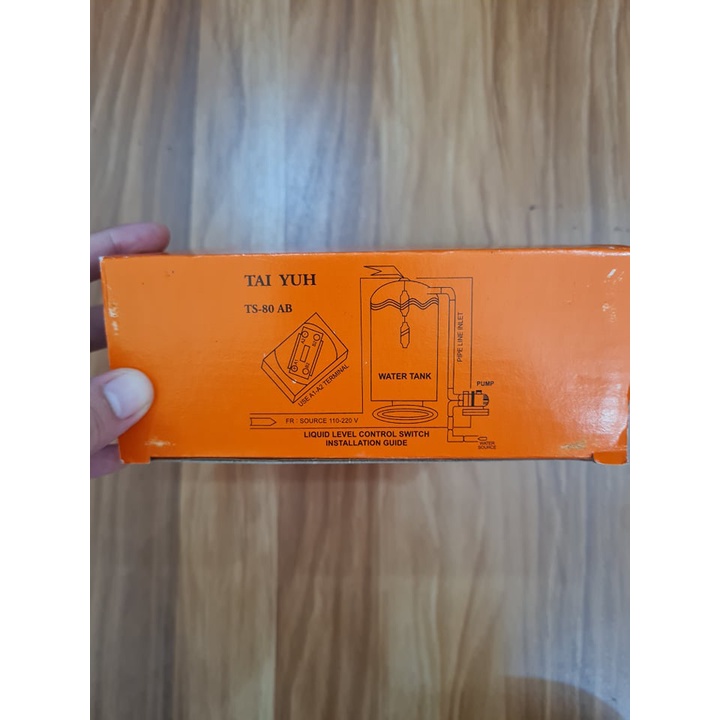 TAI YUH
TS-80 AB
USE A1-A2 TERMINAL
WATER TANK
PIPE LINE INLET
PUMP
FR : SOURCE 110-220 V
WATER
SOURCE
LIQUID LEVEL CONTROL SWITCH
INSTALLATION GUIDE